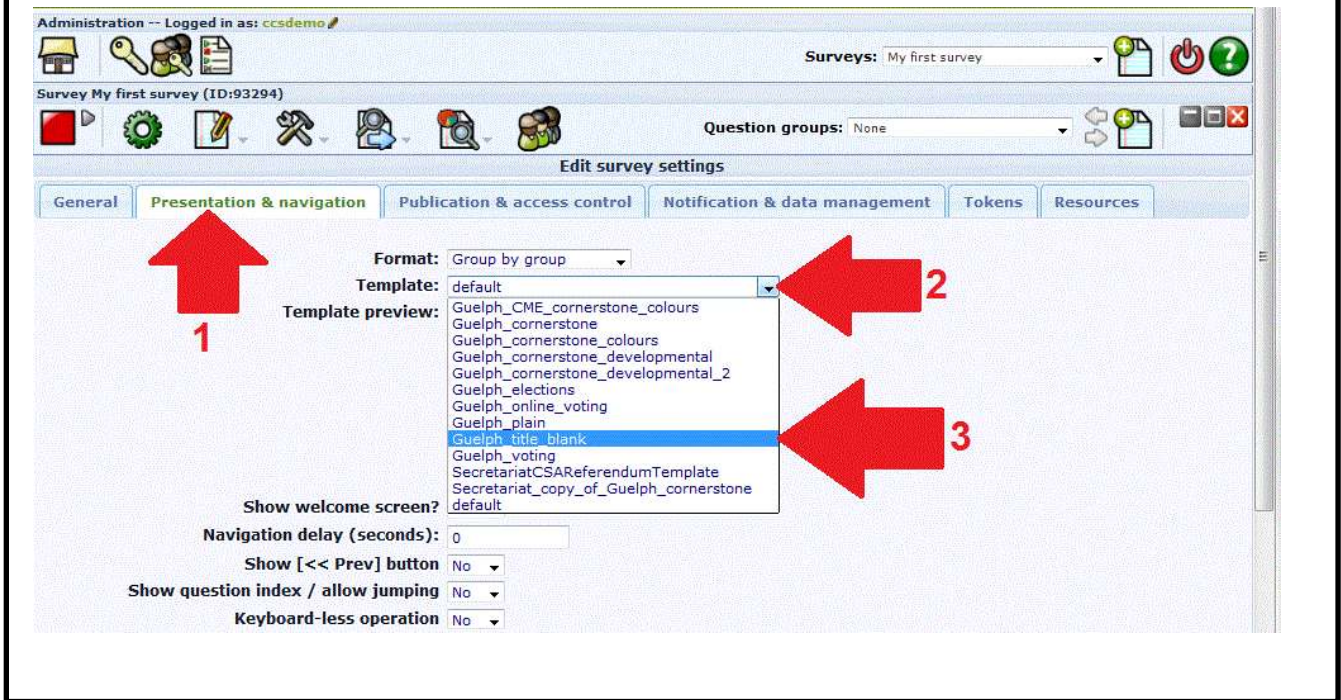 Administration -- Logged in as: ccsdemo
Surveys: My first survey
Survey My first survey (ID:93294)
Question groups: None
Edit survey settings
General Presentation & navigation Publication & access control Notification & data management Tokens Resources
Format: Group by group
Template: default
2
Template preview: Guelph_CME_cornerstone_colours
Guelph_cornerstone
1
Guelph_cornerstone_colours
Guelph_cornerstone_developmental
Guelph_cornerstone_developmental_2
Guelph_elections
Guelph_online_voting
Guelph_plain
Guelph_title_blank
3
Guelph_voting
SecretariatCSAReferendumTemplate
Secretariat_copy_of_Guelph_cornerstone
Show welcome screen? default
Navigation delay (seconds): 0
Show [<< Prev] button No
Show question index / allow jumping No
Keyboard-less operation No